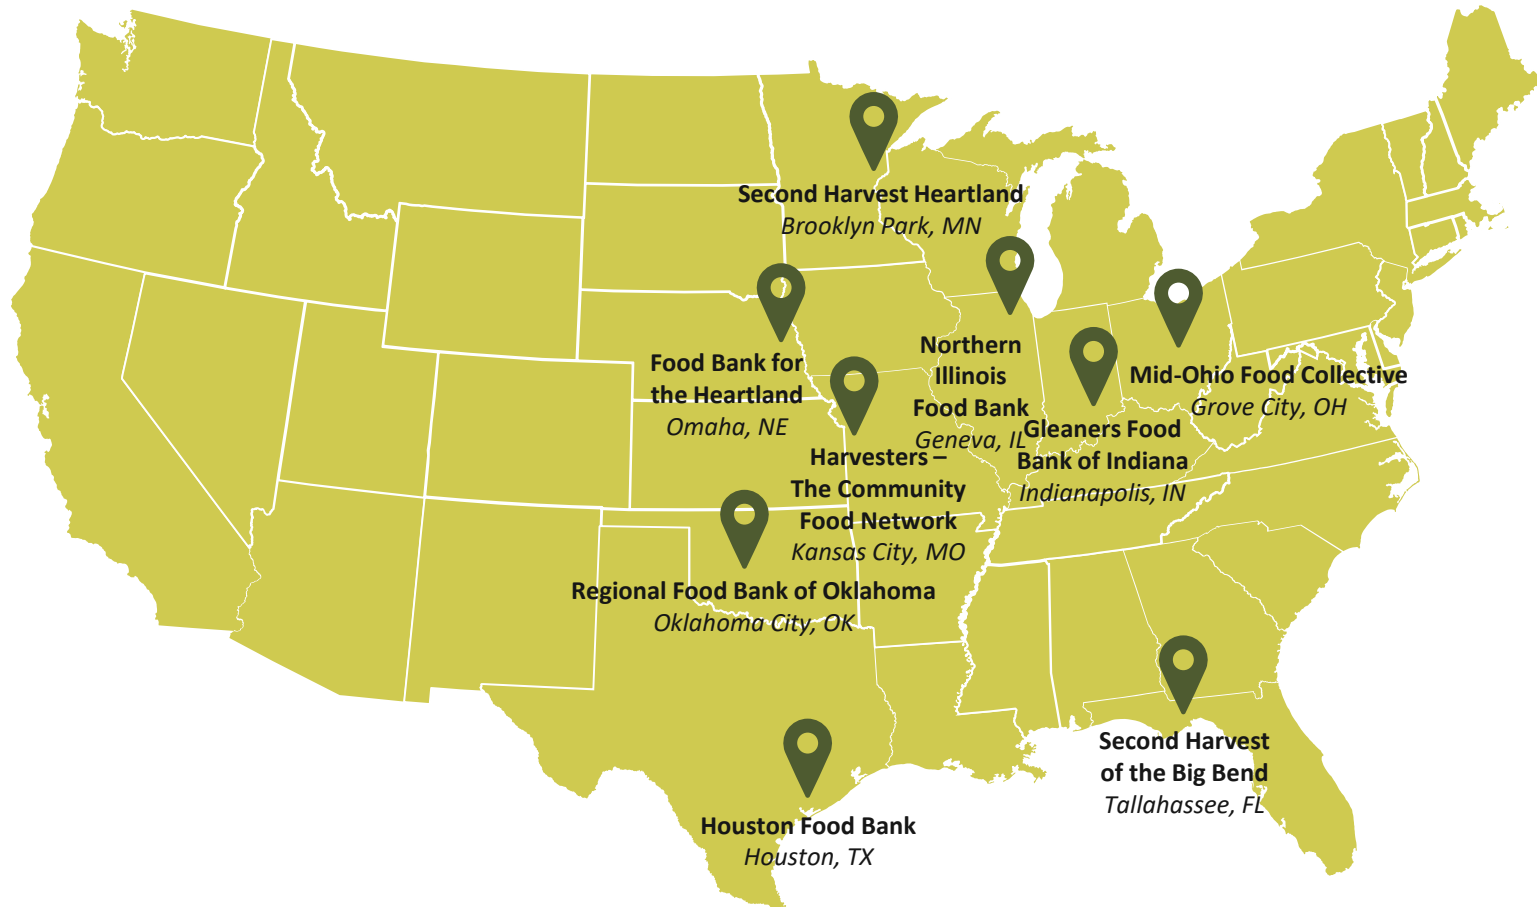 Second Harvest Heartland
Brooklyn Park, MN
Food Bank for
the Heartland
Omaha, NE
Northern
Illinois
Food Bank
Geneva, IL
Mid-Ohio Food Collective
Grove City, OH
Gleaners Food
Bank of Indiana
Indianapolis, IN
Harvesters –
The Community
Food Network
Kansas City, MO
Regional Food Bank of Oklahoma
Oklahoma City, OK
Second Harvest
of the Big Bend
Tallahassee, FL
Houston Food Bank
Houston, TX